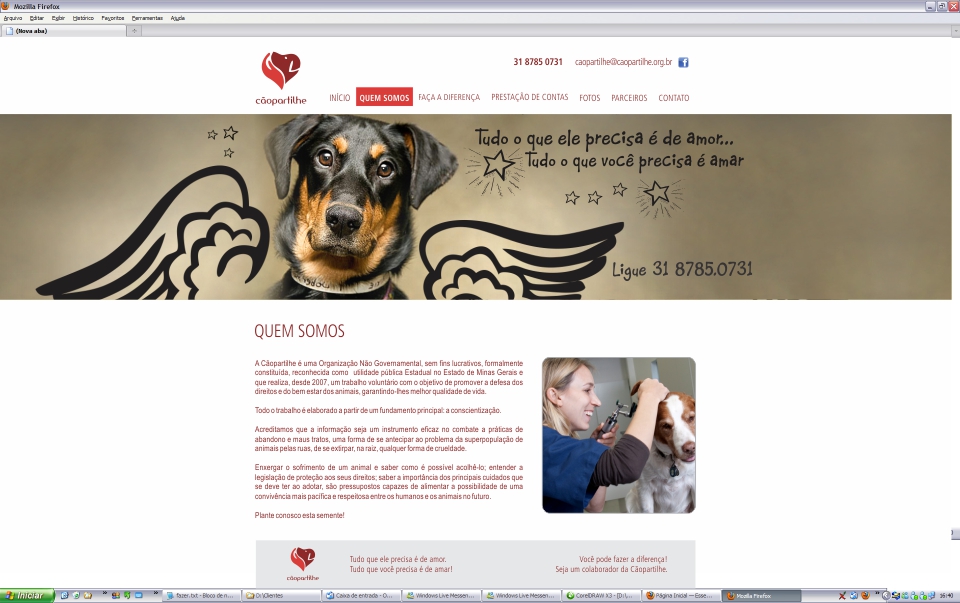 Mozilla Firefox
Arquivo Editar Exibir Histórico Favoritos Ferramentas Ajuda
(Nova aba)
31 8785 0731 caopartilhe@caopartilhe.org.br
cãopartilhe
INÍCIO QUEM SOMOS FAÇA A DIFERENÇA PRESTAÇÃO DE CONTAS FOTOS PARCEIROS CONTATO
Tudo o que ele precisa é de amor...
Tudo o que você precisa é amar
Ligue 31 8785.0731
QUEM SOMOS
A Cãopartilhe é uma Organização Não Governamental, sem fins lucrativos, formalmente
constituída, reconhecida como utilidade pública Estadual no Estado de Minas Gerais e
que realiza, desde 2007, um trabalho voluntário com o objetivo de promover a defesa dos
direitos e do bem estar dos animais, garantindo-lhes melhor qualidade de vida.
Todo o trabalho é elaborado a partir de um fundamento principal: a conscientização.
Acreditamos que a informação seja um instrumento eficaz no combate a práticas de
abandono e maus tratos, uma forma de se antecipar ao problema da superpopulação de
animais pelas ruas, de se extirpar, na raiz, qualquer forma de crueldade.
Enxergar o sofrimento de um animal e saber como é possível acolhê-lo; entender a
legislação de proteção aos seus direitos; saber a importância dos principais cuidados que
se deve ter ao adotar, são pressupostos capazes de alimentar a possibilidade de uma
convivência mais pacífica e respeitosa entre os humanos e os animais no futuro.
Plante conosco esta semente!
cãopartilhe
Tudo que ele precisa é de amor.
Tudo que você precisa é de amar!
Você pode fazer a diferença!
Seja um colaborador da Cãopartilhe.
Iniciar
fazer.txt - Bloco de n...
D:\Clientes
Caixa de entrada - O...
Windows Live Messen...
Windows Live Messen...
CorelDRAW X3 - [D:\...
Página Inicial — Esse...
Mozilla Firefox
16:40